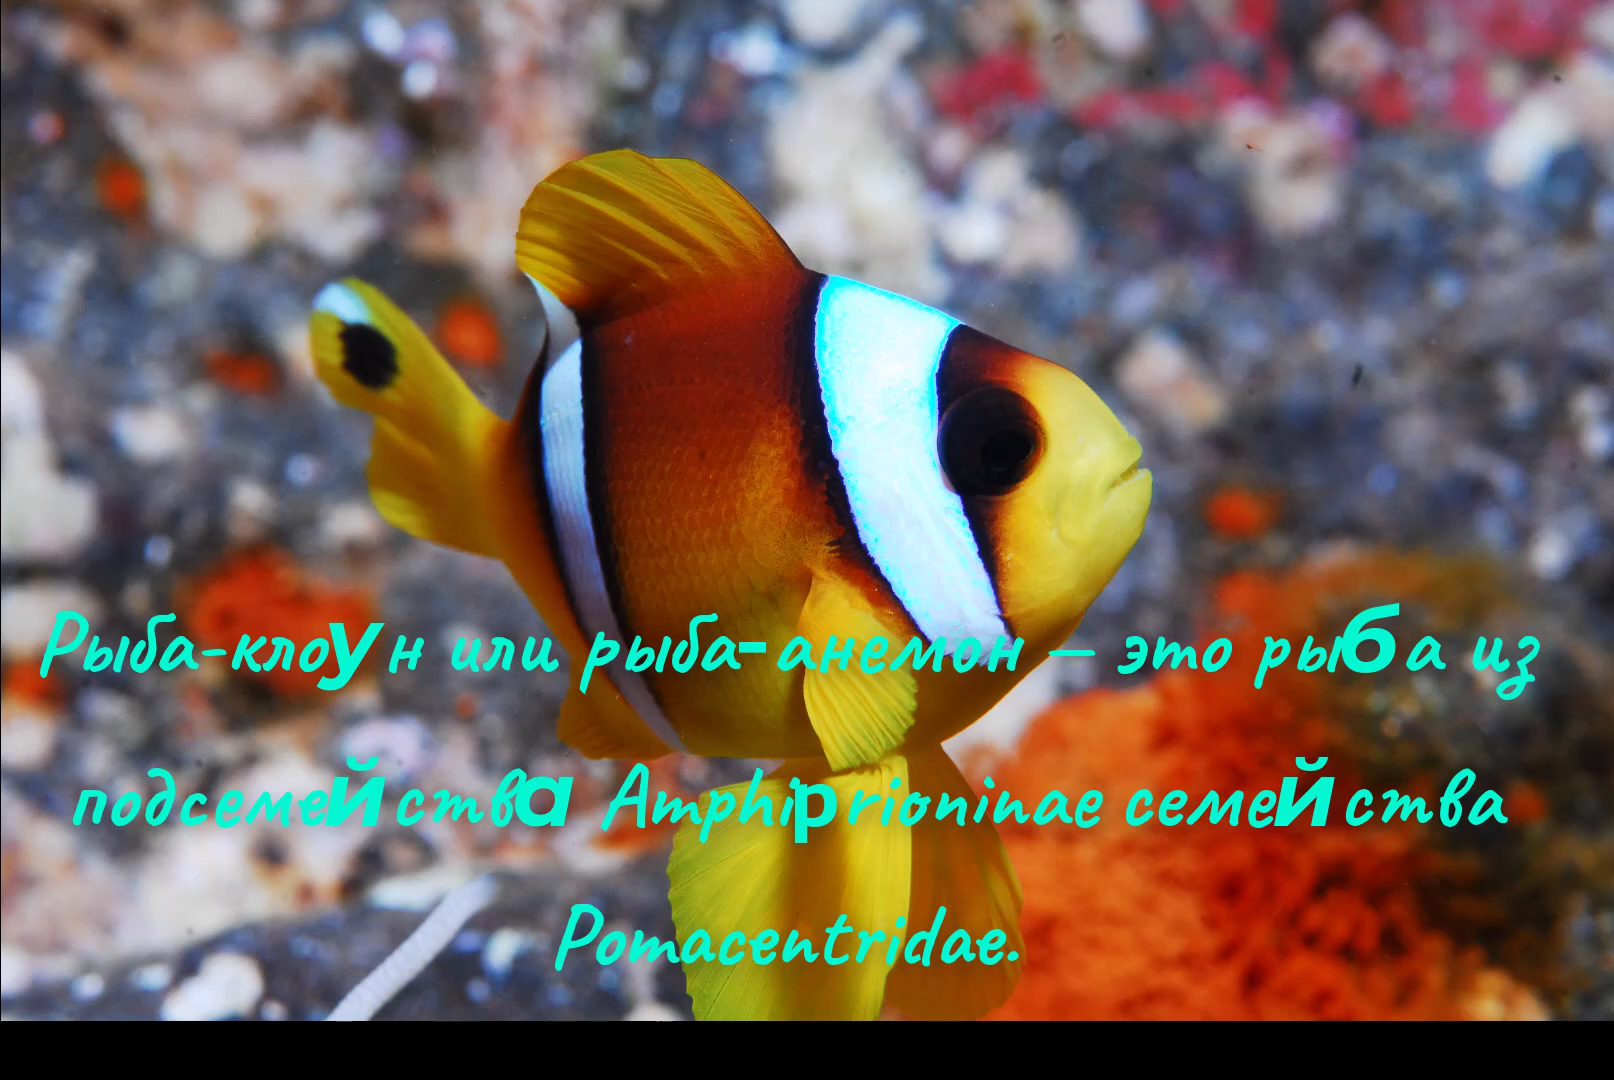 Рыба-клоун или рыба-анемон — это рыба из
подсемейства Amphiprioninae семейства
Pomacentridae.